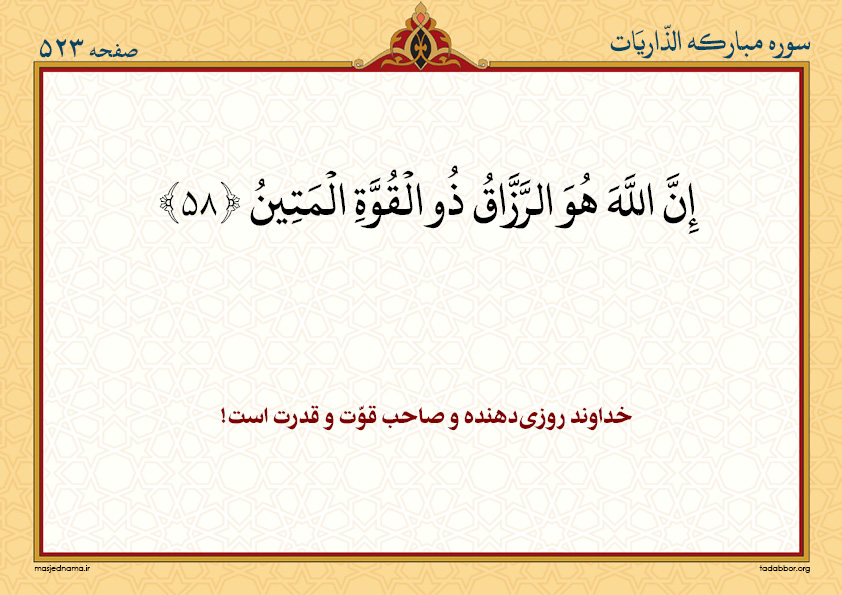 سوره مبارکه الذّاریَات
صفحه ۵۲۳
إِنَّ اللَّهَ هُوَ الرَّزَّاقُ ذُو الْقُوَّةِ الْمَتِينُ ﴿۵۸﴾
خداوند روزی‌دهنده و صاحب قوّت و قدرت است!
masjednama.ir
tadabbor.org